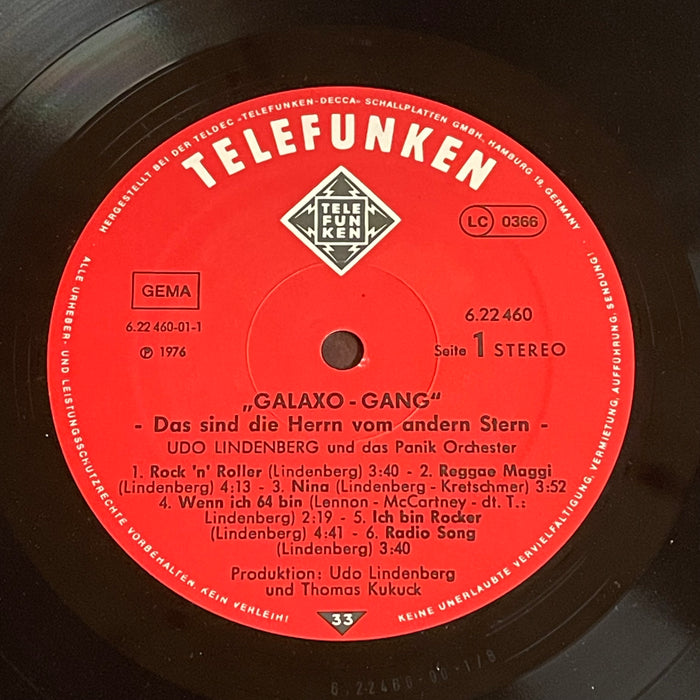 HERGESTELLT BEI DER TELDEC »TELEFUNKEN-DECCA« SCHALLPLATTEN GMBH., HAMBURG 19, GERMANY
TELEFUNKEN
TELE
FUN
KEN
LC 0366
GEMA
6.22 460-01-1
℗ 1976
6.22 460
Seite 1 STEREO
„GALAXO - GANG“
- Das sind die Herrn vom andern Stern -
UDO LINDENBERG und das Panik Orchester
1. Rock 'n' Roller (Lindenberg) 3:40 - 2. Reggae Maggi
(Lindenberg) 4:13 - 3. Nina (Lindenberg - Kretschmer) 3:52
4. Wenn ich 64 bin (Lennon - McCartney - dt. T.:
Lindenberg) 2:19 - 5. Ich bin Rocker
(Lindenberg) 4:41 - 6. Radio Song
(Lindenberg) 3:40
Produktion: Udo Lindenberg
und Thomas Kukuck
33
ALLE URHEBER- UND LEISTUNGSSCHUTZRECHTE VORBEHALTEN. KEIN VERLEIH!
KEINE UNERLAUBTE VERVIELFÄLTIGUNG, VERMIETUNG, AUFFÜHRUNG, SENDUNG!